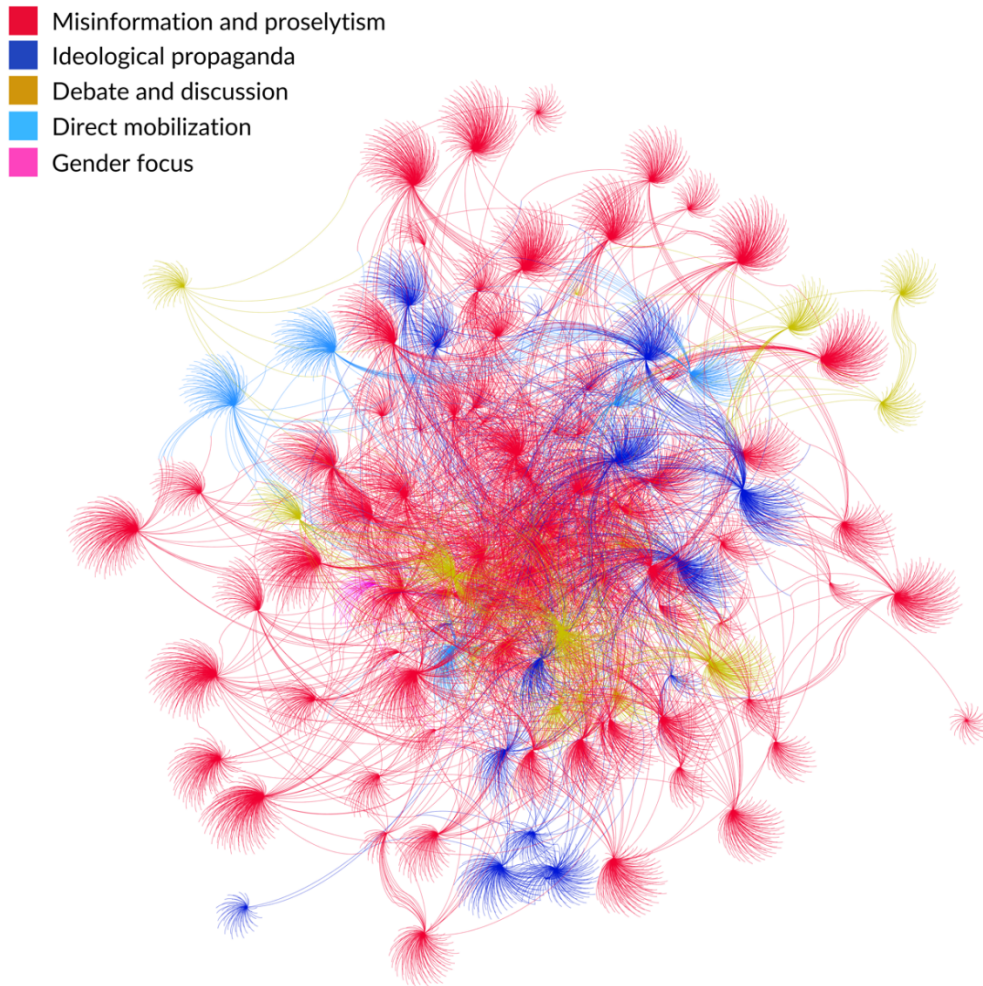 Misinformation and proselytism
Ideological propaganda
Debate and discussion
Direct mobilization
Gender focus